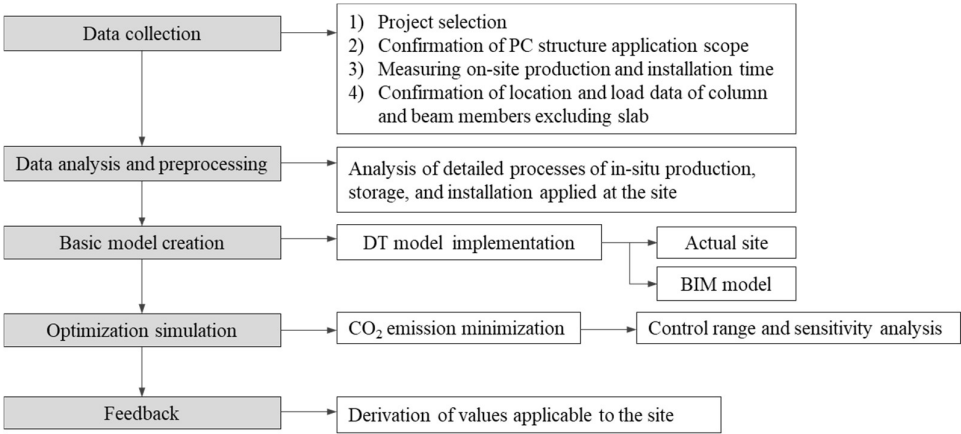 Data collection
1) Project selection
2) Confirmation of PC structure application scope
3) Measuring on-site production and installation time
4) Confirmation of location and load data of column
and beam members excluding slab
Data analysis and preprocessing
Analysis of detailed processes of in-situ production,
storage, and installation applied at the site
Basic model creation
DT model implementation
Actual site
BIM model
Optimization simulation
CO₂ emission minimization
Control range and sensitivity analysis
Feedback
Derivation of values applicable to the site